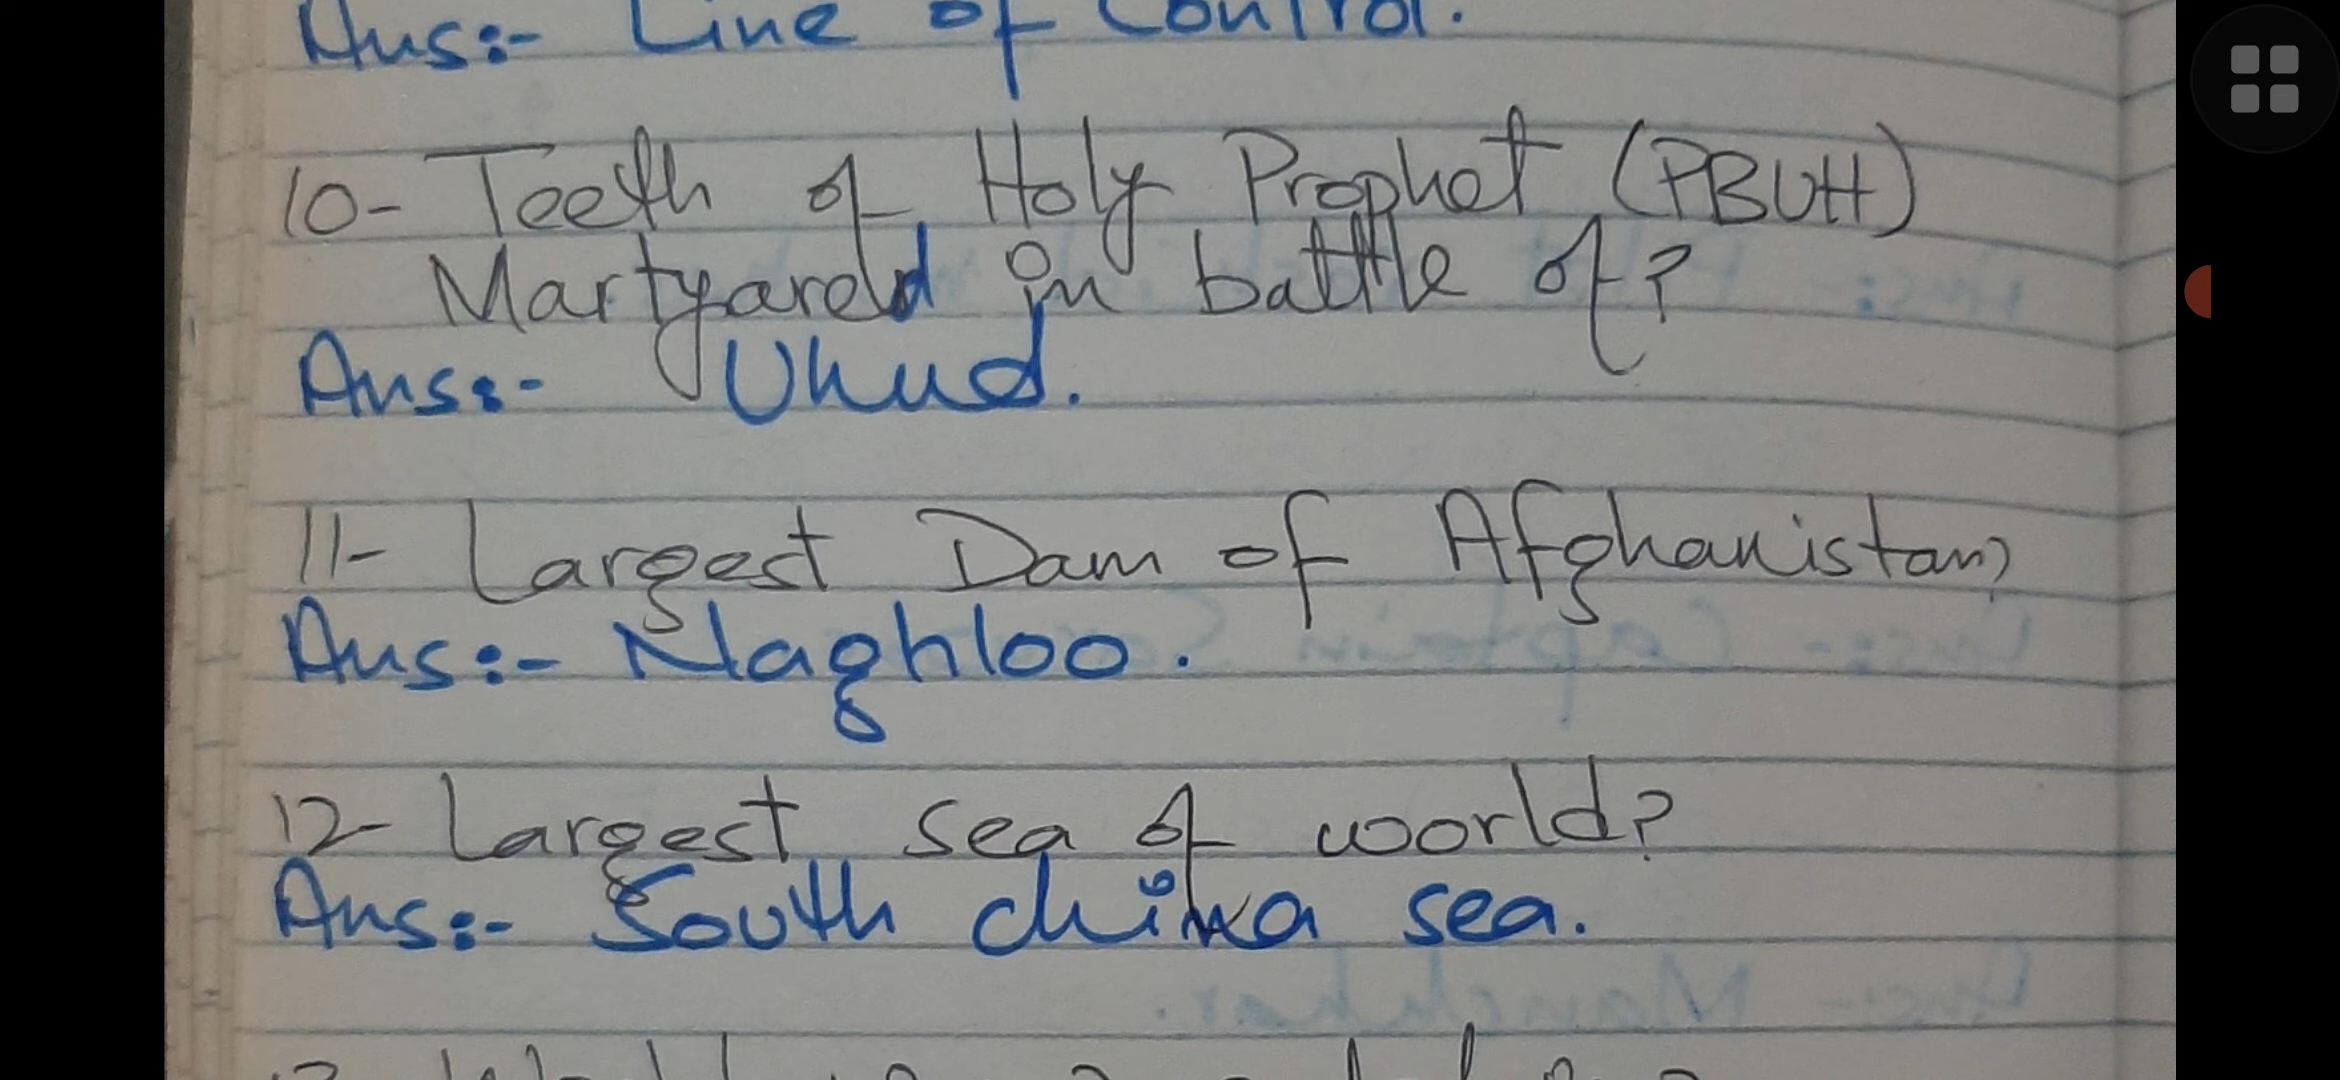 Ans:- Line of Control.
10- Teeth of Holy Prophet (PBUH)
Martyareld in battle of?
Ans:- Uhud.
11- Largest Dam of Afghanistan?
Ans:- Naghloo.
12- Largest sea of world?
Ans:- South china sea.